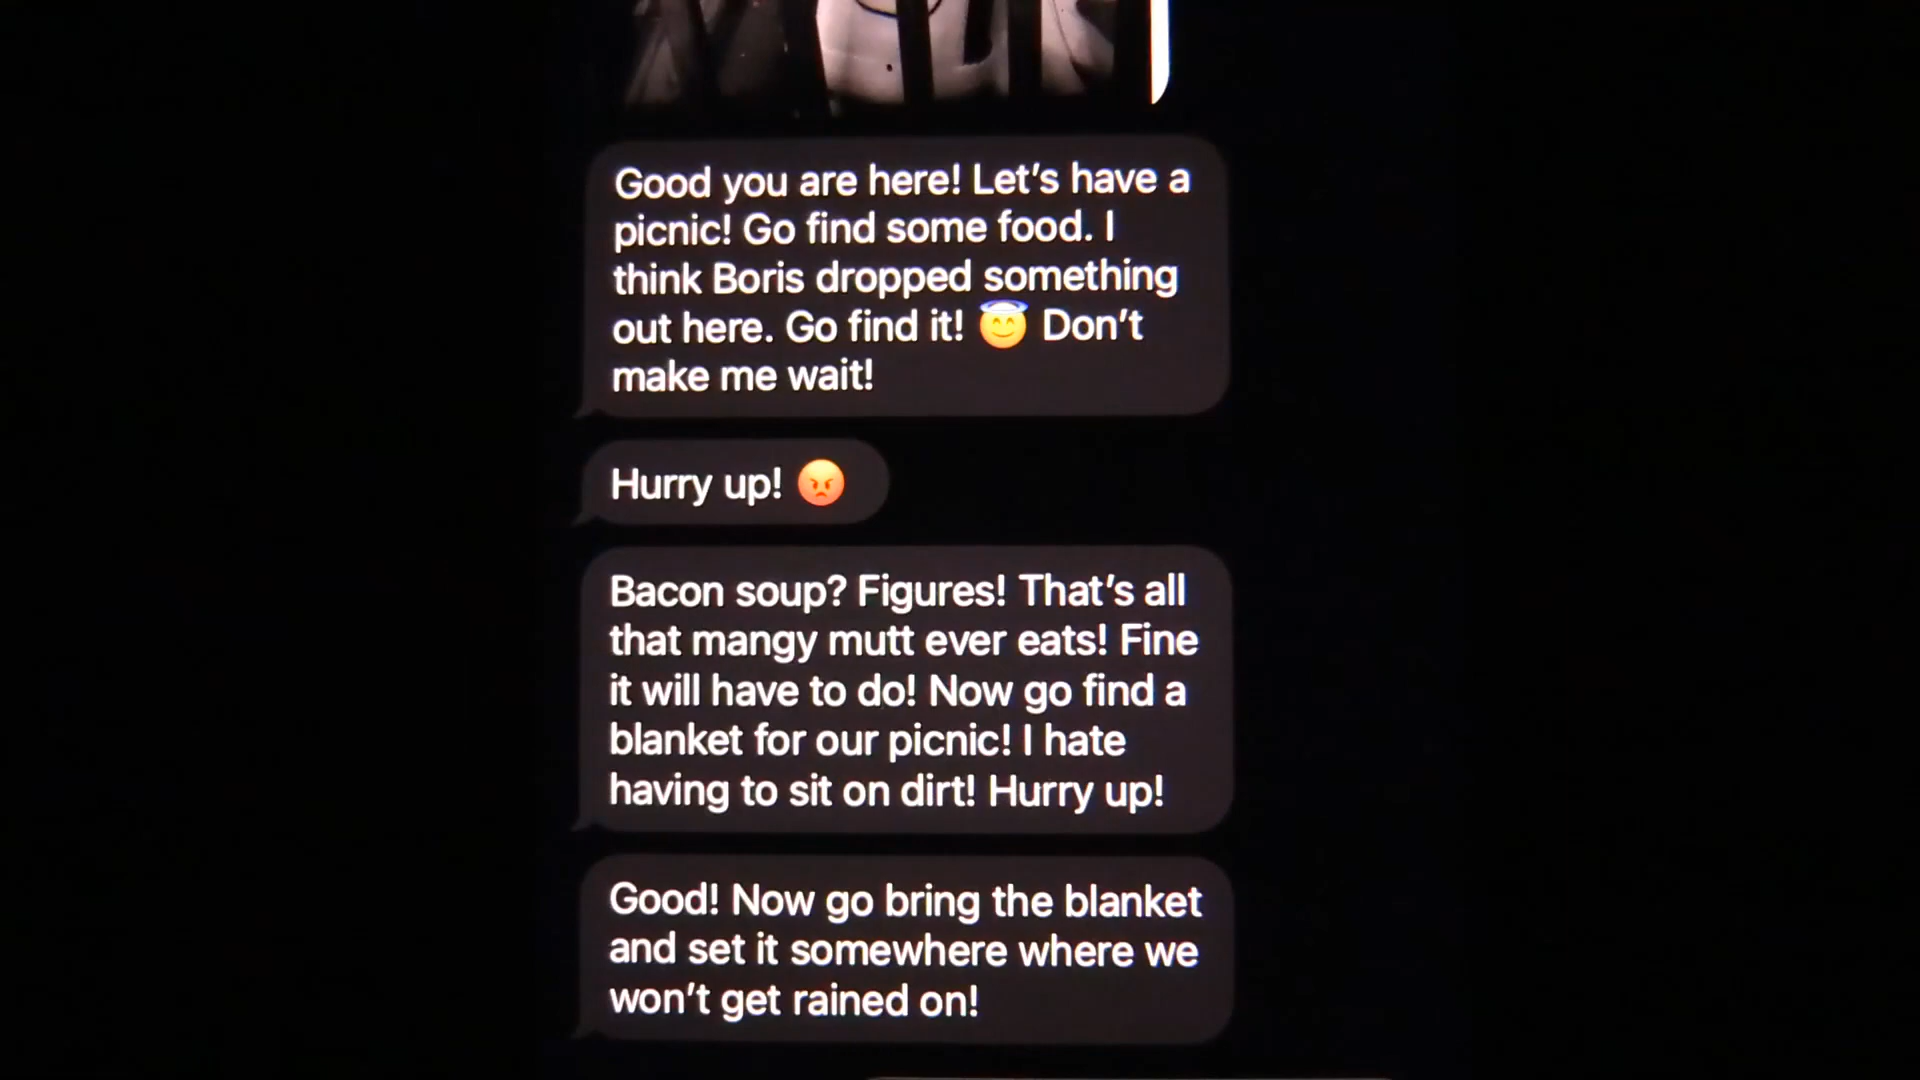 Good you are here! Let's have a
picnic! Go find some food. I
think Boris dropped something
out here. Go find it! 😇 Don't
make me wait!
Hurry up! 😡
Bacon soup? Figures! That's all
that mangy mutt ever eats! Fine
it will have to do! Now go find a
blanket for our picnic! I hate
having to sit on dirt! Hurry up!
Good! Now go bring the blanket
and set it somewhere where we
won't get rained on!